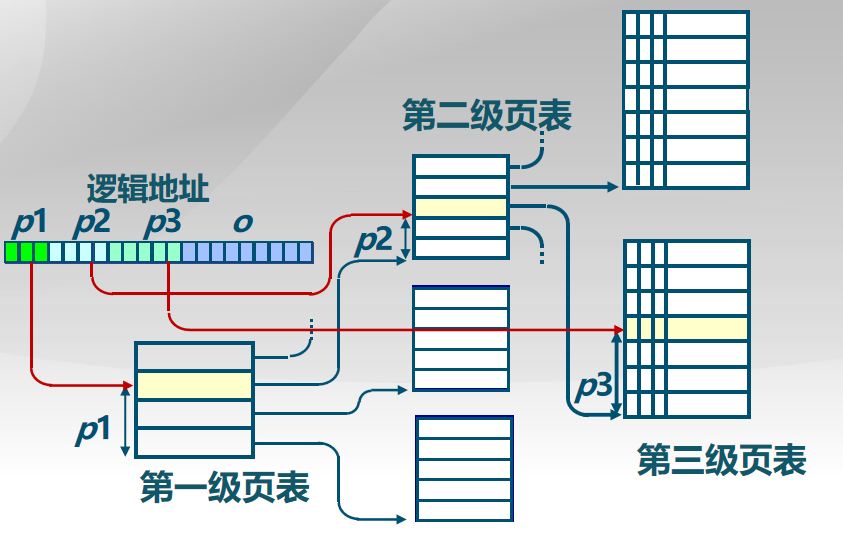 第二级页表
逻辑地址
p1 p2 p3 o
p2
p3
p1
第三级页表
第一级页表